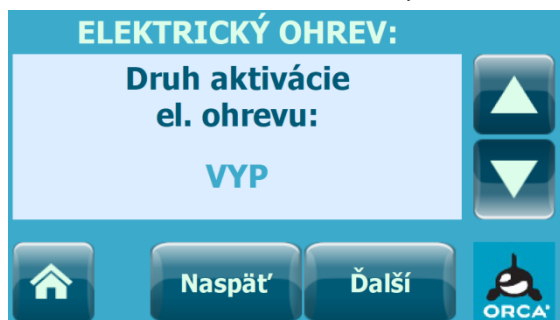 ELEKTRICKÝ OHREV:
Druh aktivácie
el. ohrevu:
VYP
Naspäť
Ďalší
ORCA